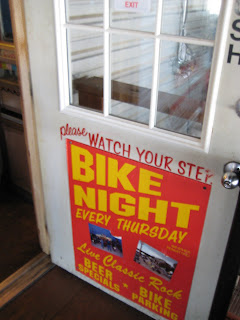 EXIT
please WATCH YOUR STEP
BIKE
NIGHT
EVERY THURSDAY
Live Classic Rock
BEER
SPECIALS
*
BIKE
PARKING
S
H